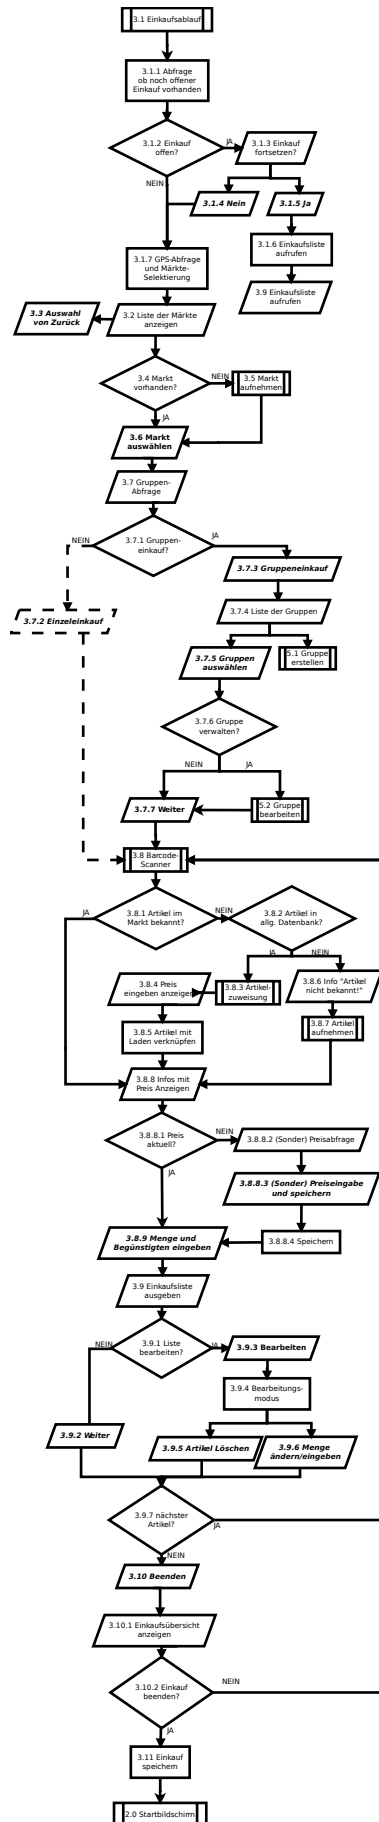 3.1 Einkaufsablauf
3.1.1 Abfrage
ob noch offener
Einkauf vorhanden
3.1.2 Einkauf
offen?
JA
3.1.3 Einkauf
fortsetzen?
NEIN
3.1.4 Nein
3.1.5 Ja
3.1.6 Einkaufsliste
aufrufen
3.1.7 GPS-Abfrage
und Märkte-
Selektierung
3.9 Einkaufsliste
aufrufen
3.3 Auswahl
von Zurück
3.2 Liste der Märkte
anzeigen
3.4 Markt
vorhanden?
NEIN
3.5 Markt
aufnehmen
JA
3.6 Markt
auswählen
3.7 Gruppen-
Abfrage
3.7.1 Gruppen-
einkauf?
NEIN
JA
3.7.3 Gruppeneinkauf
3.7.2 Einzeleinkauf
3.7.4 Liste der Gruppen
3.7.5 Gruppen
auswählen
5.1 Gruppe
erstellen
3.7.6 Gruppe
verwalten?
NEIN
JA
3.7.7 Weiter
5.2 Gruppe
bearbeiten
3.8 Barcode-
Scanner
3.8.1 Artikel im
Markt bekannt?
JA
NEIN
3.8.2 Artikel in
allg. Datenbank?
JA
NEIN
3.8.4 Preis
eingeben anzeigen
3.8.3 Artikel-
zuweisung
3.8.6 Info "Artikel
nicht bekannt!"
3.8.5 Artikel mit
Laden verknüpfen
3.8.7 Artikel
aufnehmen
3.8.8 Infos mit
Preis Anzeigen
3.8.8.1 Preis
aktuell?
NEIN
3.8.8.2 (Sonder) Preisabfrage
JA
3.8.8.3 (Sonder) Preiseingabe
und speichern
3.8.9 Menge und
Begünstigten eingeben
3.8.8.4 Speichern
3.9 Einkaufsliste
ausgeben
3.9.1 Liste
bearbeiten?
NEIN
JA
3.9.3 Bearbeiten
3.9.4 Bearbeitungs-
modus
3.9.2 Weiter
3.9.5 Artikel Löschen
3.9.6 Menge
ändern/eingeben
3.9.7 nächster
Artikel?
JA
NEIN
3.10 Beenden
3.10.1 Einkaufsübersicht
anzeigen
3.10.2 Einkauf
beenden?
NEIN
JA
3.11 Einkauf
speichern
2.0 Startbildschirm